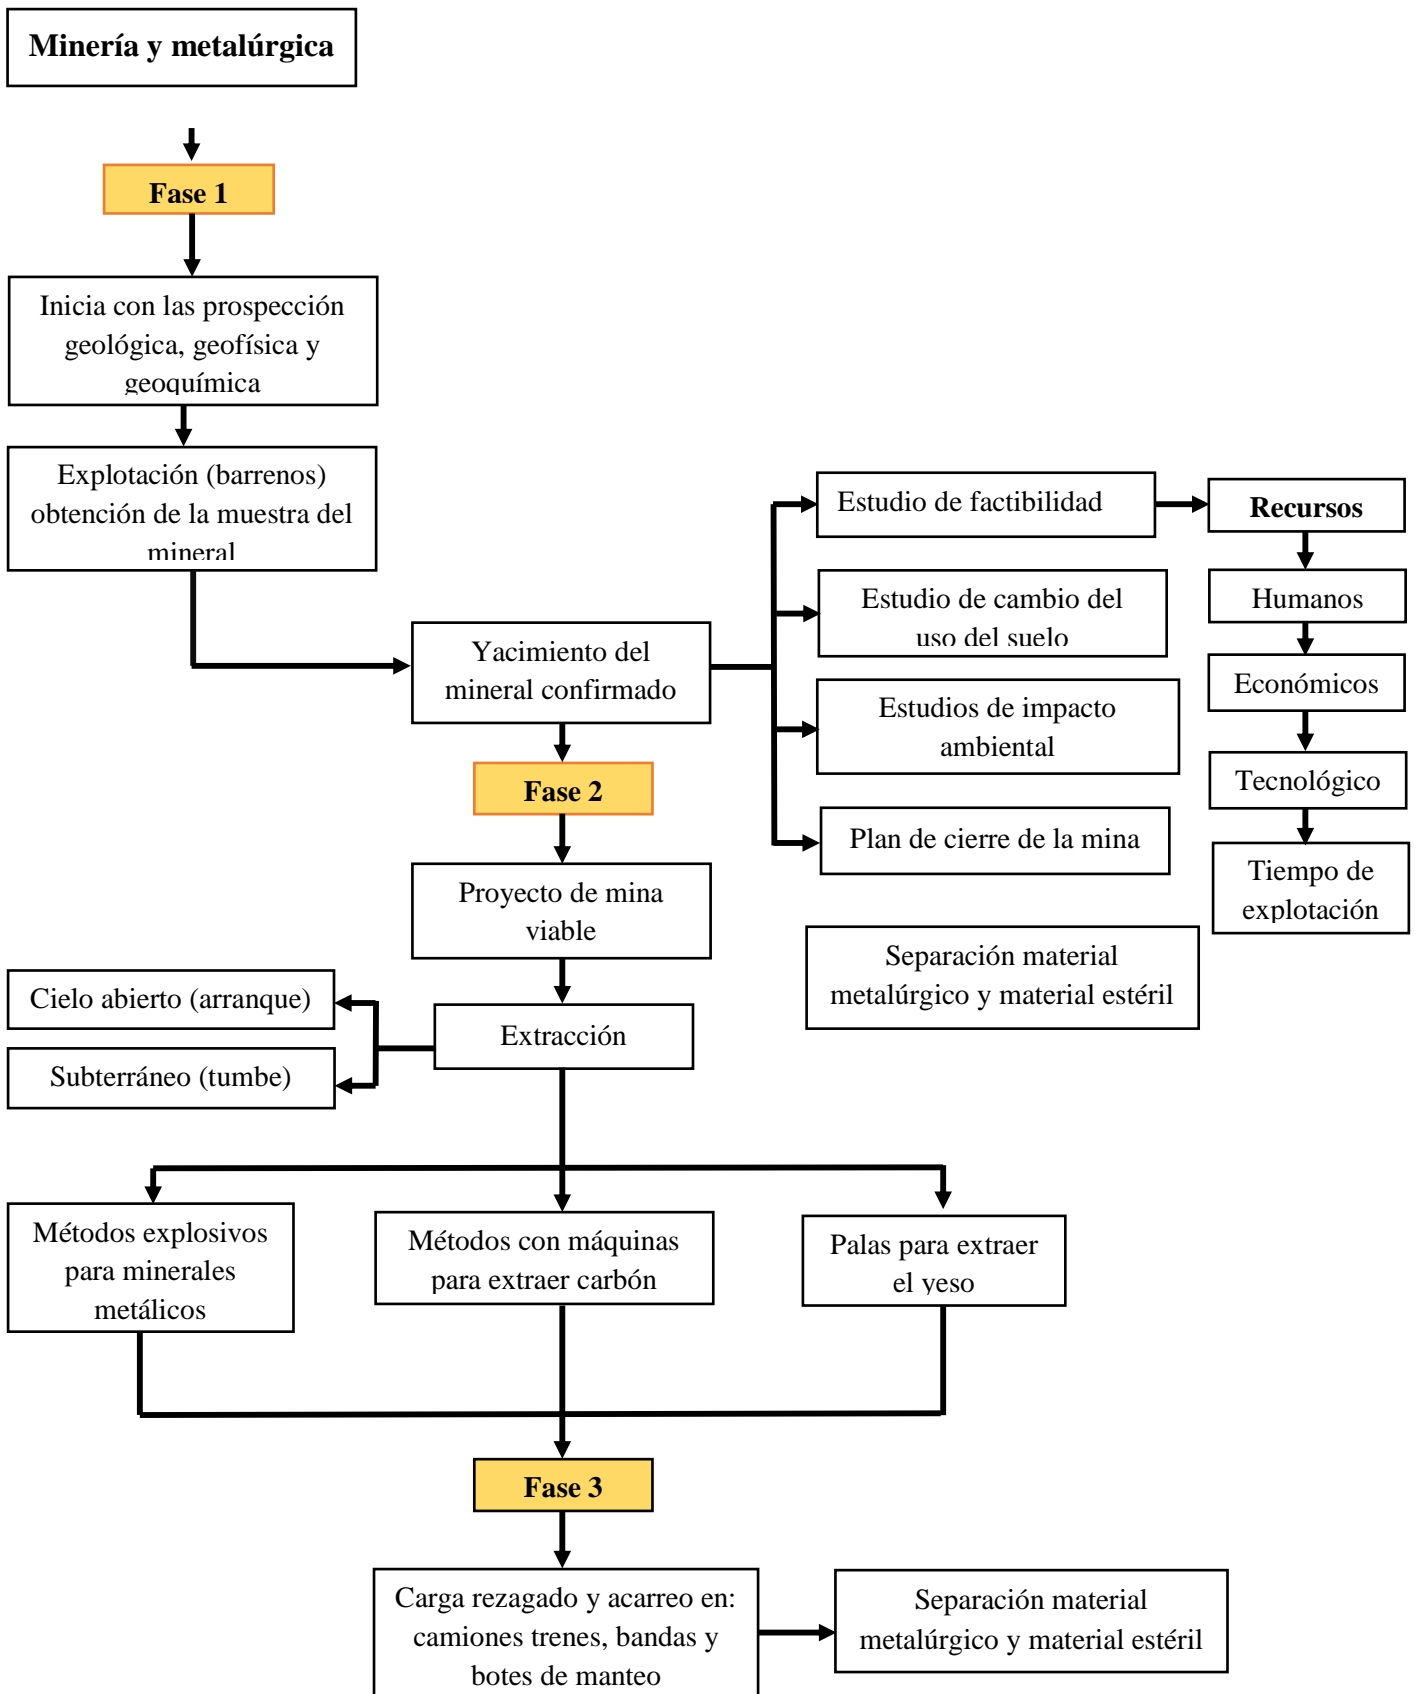 Minería y metalúrgica
Fase 1
Inicia con las prospección
geológica, geofísica y
geoquímica
Explotación (barrenos)
obtención de la muestra del
mineral
Yacimiento del
mineral confirmado
Estudio de factibilidad
Estudio de cambio del
uso del suelo
Estudios de impacto
ambiental
Plan de cierre de la mina
Recursos
Humanos
Económicos
Tecnológico
Tiempo de
explotación
Fase 2
Proyecto de mina
viable
Separación material
metalúrgico y material estéril
Extracción
Cielo abierto (arranque)
Subterráneo (tumbe)
Métodos explosivos
para minerales
metálicos
Métodos con máquinas
para extraer carbón
Palas para extraer
el yeso
Fase 3
Carga rezagado y acarreo en:
camiones trenes, bandas y
botes de manteo
Separación material
metalúrgico y material estéril